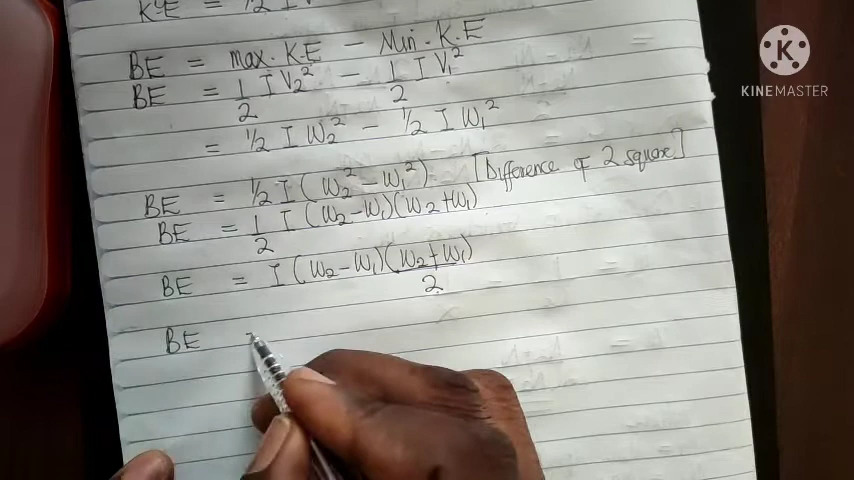 K.E = 1/2 I V
BE = max. K.E - Min. K.E
BE = 1/2 I V₂² - 1/2 I V₁²
= 1/2 I W₂² - 1/2 I W₁²
BE = 1/2 I (W₂² - W₁²) [Difference of 2 square]
BE = 1/2 I (W₂ - W₁)(W₂ + W₁)
BE = I (W₂ - W₁)(W₂ + W₁)/2
BE
KINEMASTER